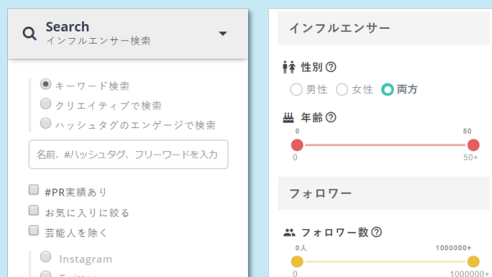 Search
インフルエンサー検索
キーワード検索
クリエイティブで検索
ハッシュタグのエンゲージで検索
名前、#ハッシュタグ、フリーワードを入力
#PR実績あり
お気に入りに絞る
芸能人を除く
Instagram
Twitter
インフルエンサー
性別?
男性 女性 両方
年齢?
0 50
0 50+
フォロワー
フォロワー数?
0人 1000000+
0 1000000+